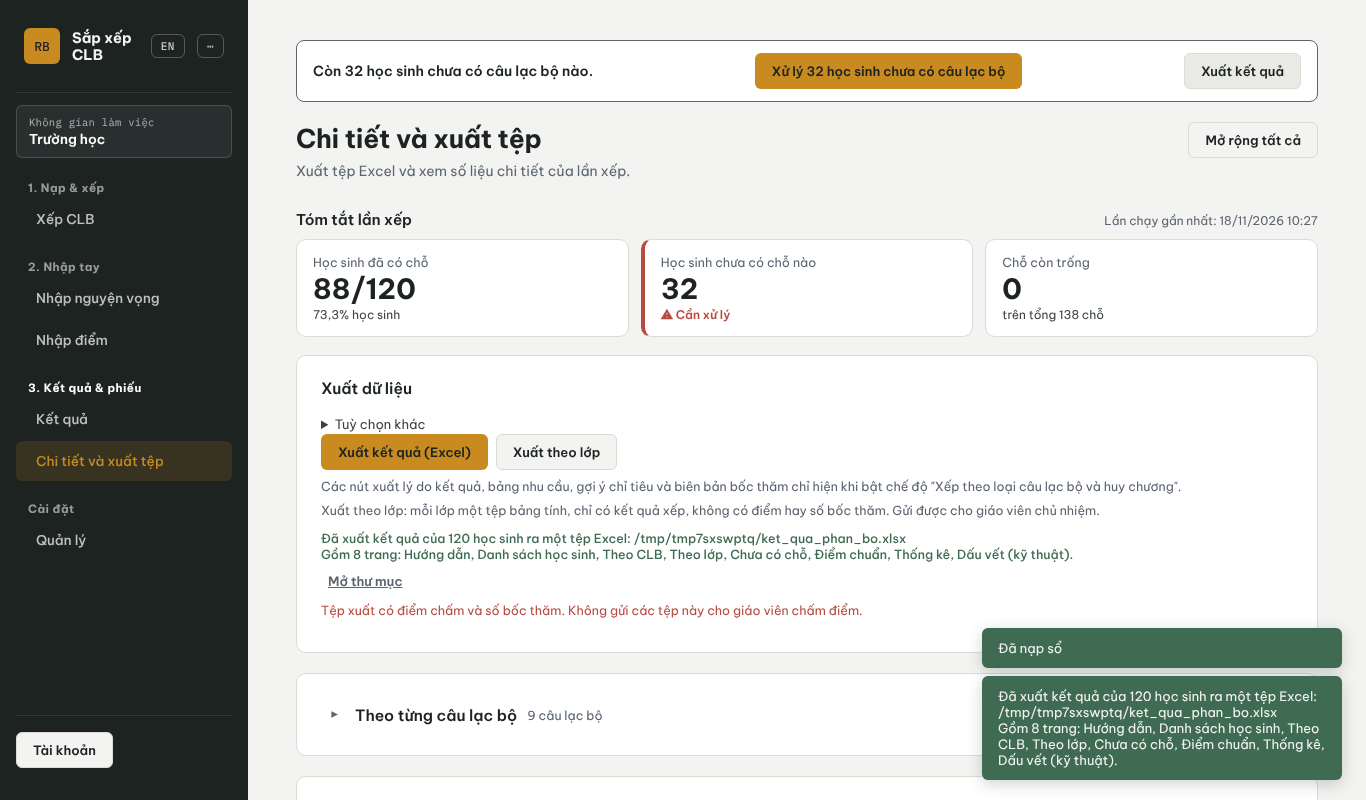 RB
Sắp xếp
CLB
EN
…
Không gian làm việc
Trường học
1. Nạp & xếp
Xếp CLB
2. Nhập tay
Nhập nguyện vọng
Nhập điểm
3. Kết quả & phiếu
Kết quả
Chi tiết và xuất tệp
Cài đặt
Quản lý
Tài khoản
Còn 32 học sinh chưa có câu lạc bộ nào.
Xử lý 32 học sinh chưa có câu lạc bộ
Xuất kết quả
Chi tiết và xuất tệp
Mở rộng tất cả
Xuất tệp Excel và xem số liệu chi tiết của lần xếp.
Tóm tắt lần xếp
Lần chạy gần nhất: 18/11/2026 10:27
Học sinh đã có chỗ
88/120
73,3% học sinh
Học sinh chưa có chỗ nào
32
Cần xử lý
Chỗ còn trống
0
trên tổng 138 chỗ
Xuất dữ liệu
Tuỳ chọn khác
Xuất kết quả (Excel)
Xuất theo lớp
Các nút xuất lý do kết quả, bảng nhu cầu, gợi ý chỉ tiêu và biên bản bốc thăm chỉ hiện khi bật chế độ "Xếp theo loại câu lạc bộ và huy chương".
Xuất theo lớp: mỗi lớp một tệp bảng tính, chỉ có kết quả xếp, không có điểm hay số bốc thăm. Gửi được cho giáo viên chủ nhiệm.
Đã xuất kết quả của 120 học sinh ra một tệp Excel: /tmp/tmp7sxswptq/ket_qua_phan_bo.xlsx
Gồm 8 trang: Hướng dẫn, Danh sách học sinh, Theo CLB, Theo lớp, Chưa có chỗ, Điểm chuẩn, Thống kê, Dấu vết (kỹ thuật).
Mở thư mục
Tệp xuất có điểm chấm và số bốc thăm. Không gửi các tệp này cho giáo viên chấm điểm.
Theo từng câu lạc bộ
9 câu lạc bộ
Đã nạp sổ
Đã xuất kết quả của 120 học sinh ra một tệp Excel:
/tmp/tmp7sxswptq/ket_qua_phan_bo.xlsx
Gồm 8 trang: Hướng dẫn, Danh sách học sinh, Theo
CLB, Theo lớp, Chưa có chỗ, Điểm chuẩn, Thống kê,
Dấu vết (kỹ thuật).